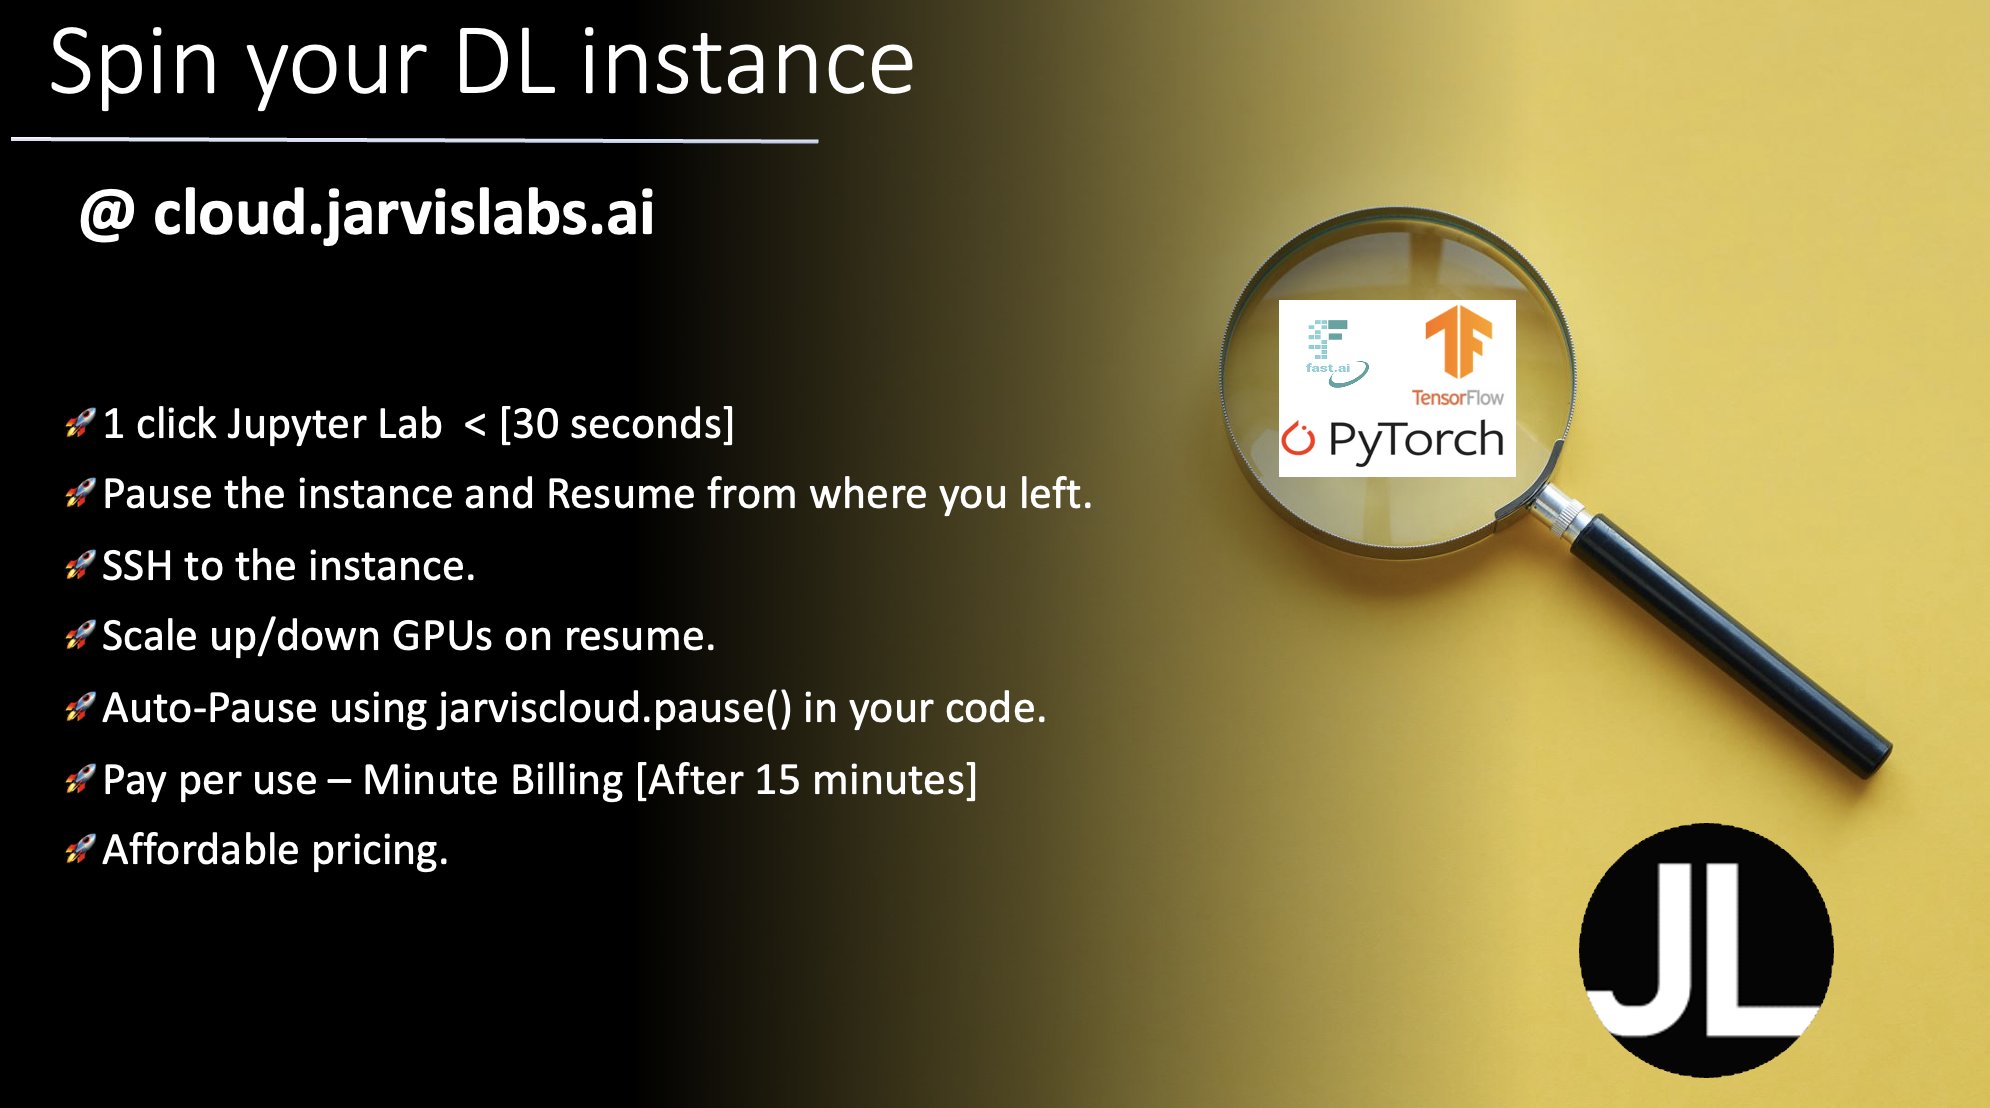 Spin your DL instance
@ cloud.jarvislabs.ai
🚀1 click Jupyter Lab  < [30 seconds]
🚀Pause the instance and Resume from where you left.
🚀SSH to the instance.
🚀Scale up/down GPUs on resume.
🚀Auto-Pause using jarviscloud.pause() in your code.
🚀Pay per use – Minute Billing [After 15 minutes]
🚀Affordable pricing.
fast.ai
TensorFlow
PyTorch
JL